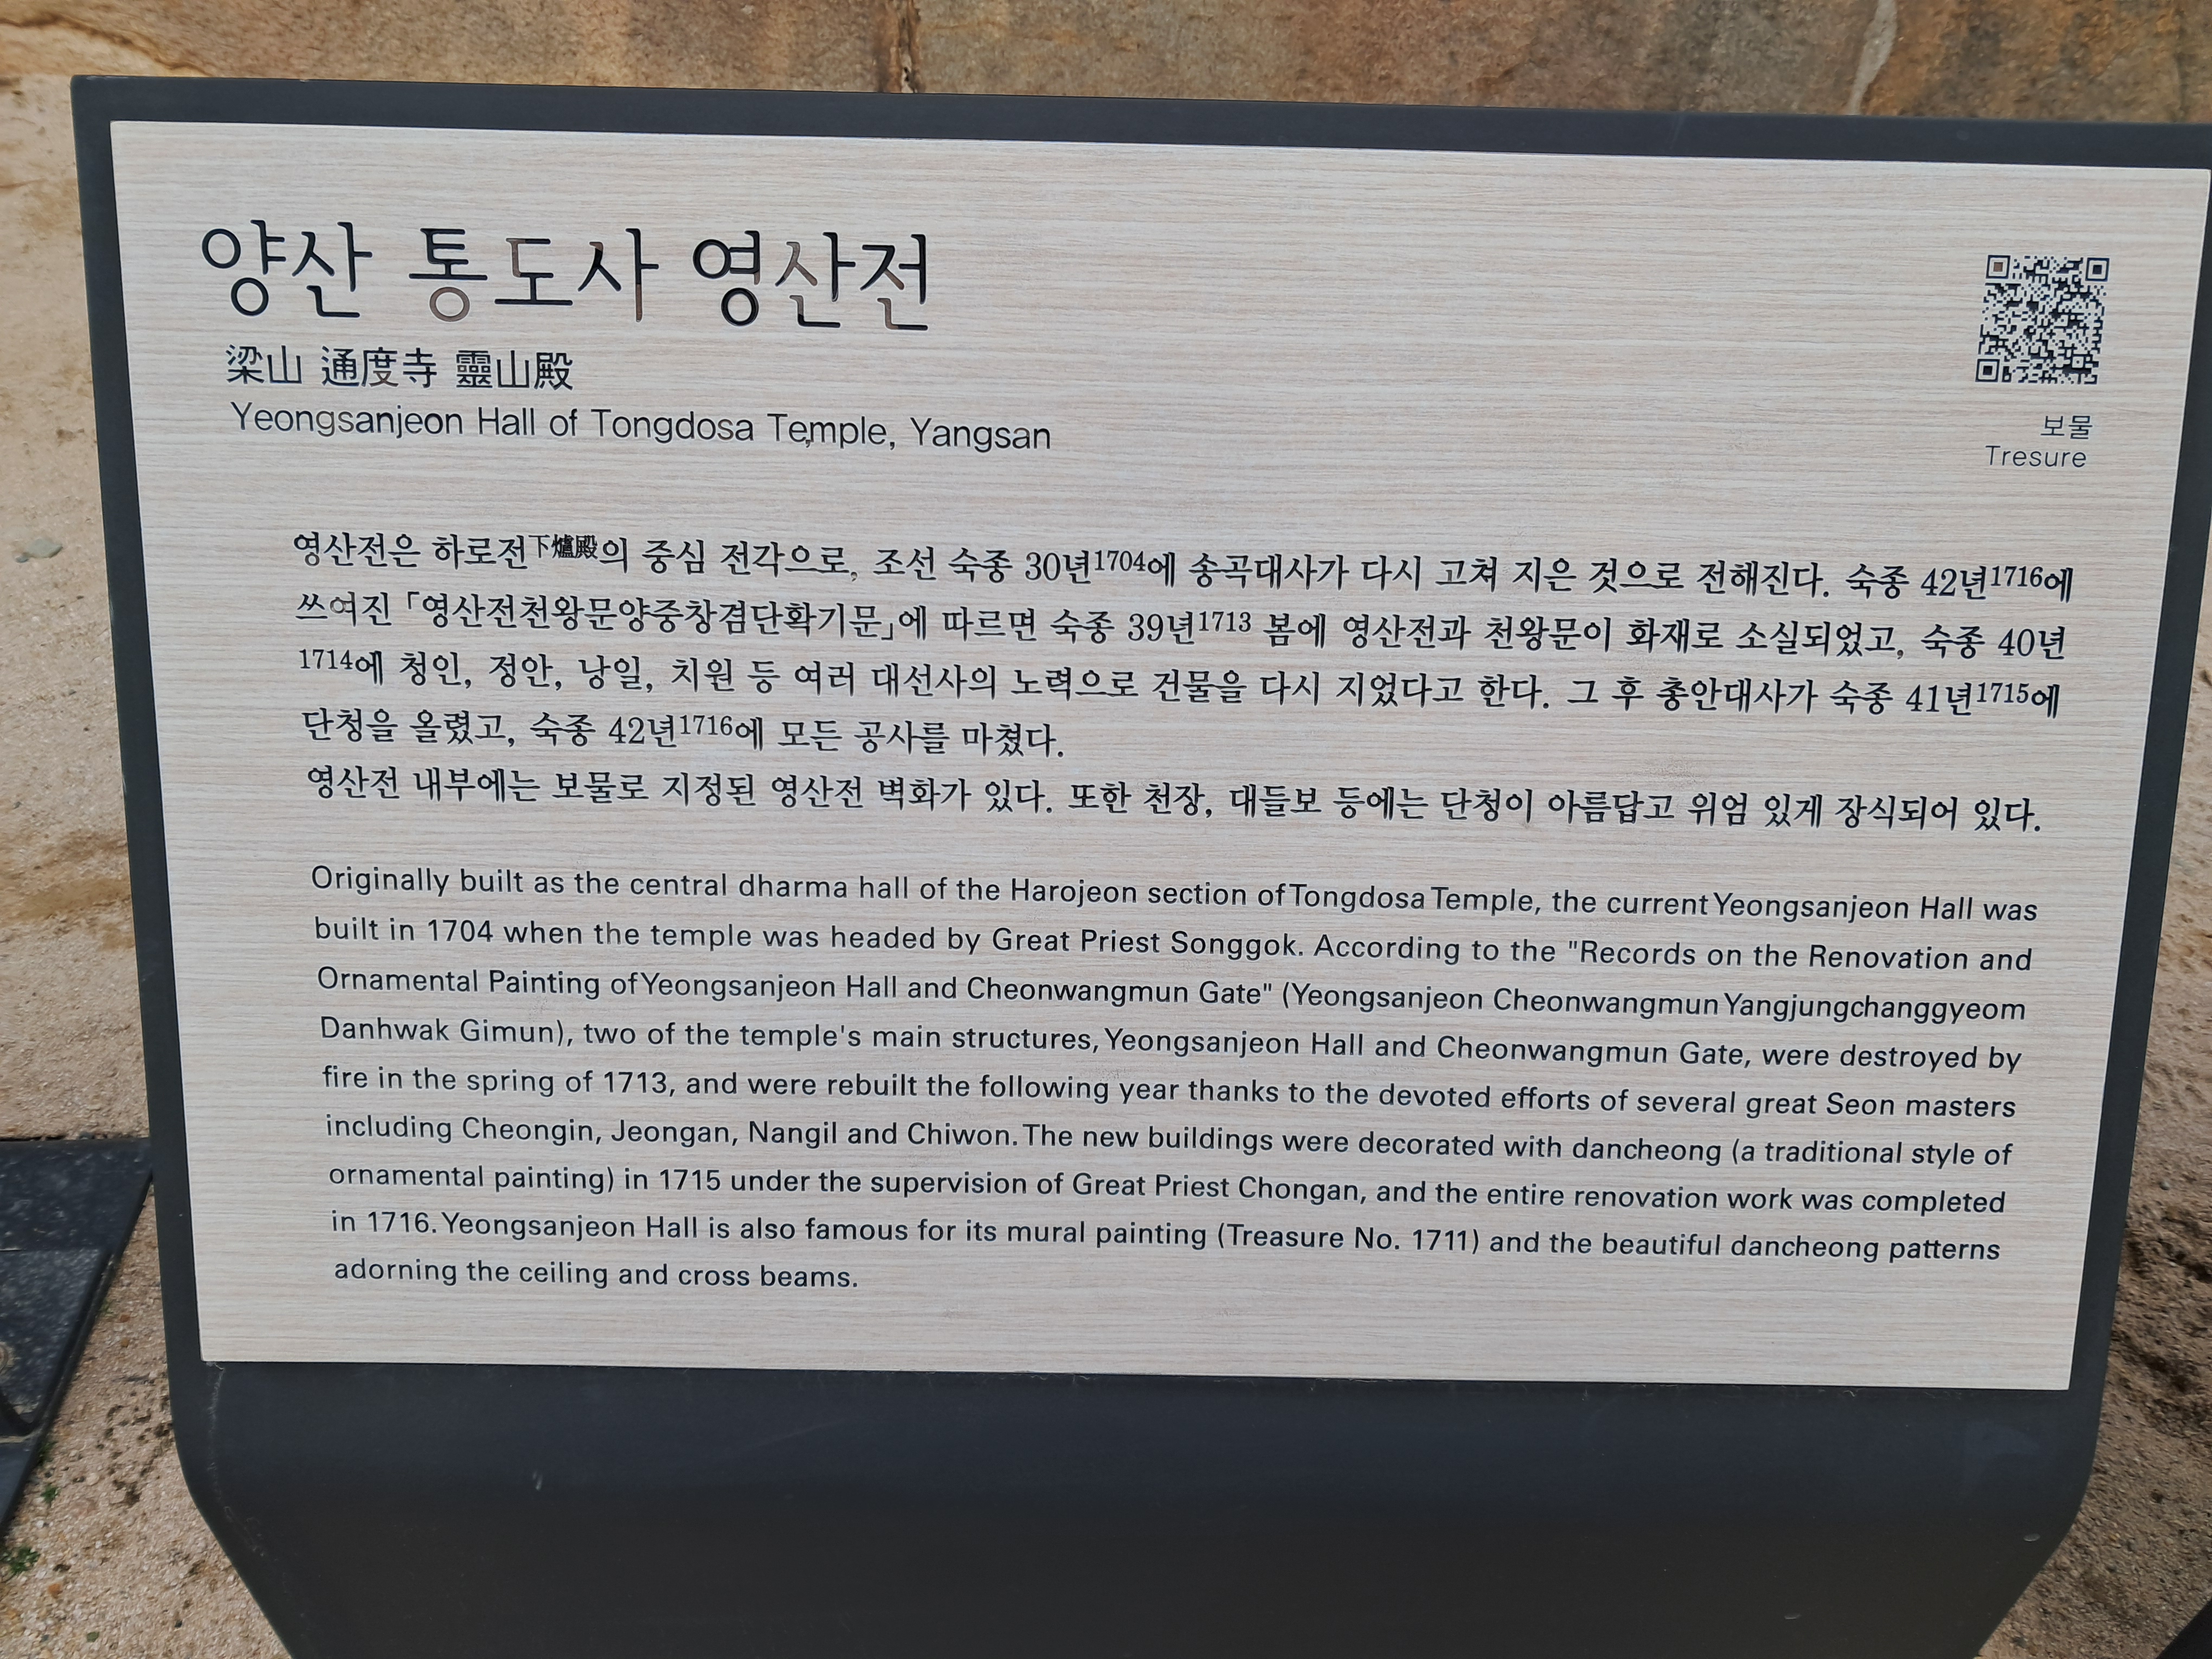 양산 통도사 영산전
梁山 通度寺 靈山殿
Yeongsanjeon Hall of Tongdosa Temple, Yangsan
보물
Tresure
영산전은 하로전下爐殿의 중심 전각으로, 조선 숙종 30년1704에 송곡대사가 다시 고쳐 지은 것으로 전해진다. 숙종 42년1716에
쓰여진 「영산전천왕문양중창겸단확기문」에 따르면 숙종 39년1713 봄에 영산전과 천왕문이 화재로 소실되었고, 숙종 40년
1714에 청인, 정안, 낭일, 치원 등 여러 대선사의 노력으로 건물을 다시 지었다고 한다. 그 후 총안대사가 숙종 41년1715에
단청을 올렸고, 숙종 42년1716에 모든 공사를 마쳤다.
영산전 내부에는 보물로 지정된 영산전 벽화가 있다. 또한 천장, 대들보 등에는 단청이 아름답고 위엄 있게 장식되어 있다.
Originally built as the central dharma hall of the Harojeon section of Tongdosa Temple, the current Yeongsanjeon Hall was
built in 1704 when the temple was headed by Great Priest Songgok. According to the "Records on the Renovation and
Ornamental Painting of Yeongsanjeon Hall and Cheonwangmun Gate" (Yeongsanjeon Cheonwangmun Yangjungchanggyeom
Danhwak Gimun), two of the temple's main structures, Yeongsanjeon Hall and Cheonwangmun Gate, were destroyed by
fire in the spring of 1713, and were rebuilt the following year thanks to the devoted efforts of several great Seon masters
including Cheongin, Jeongan, Nangil and Chiwon. The new buildings were decorated with dancheong (a traditional style of
ornamental painting) in 1715 under the supervision of Great Priest Chongan, and the entire renovation work was completed
in 1716. Yeongsanjeon Hall is also famous for its mural painting (Treasure No. 1711) and the beautiful dancheong patterns
adorning the ceiling and cross beams.